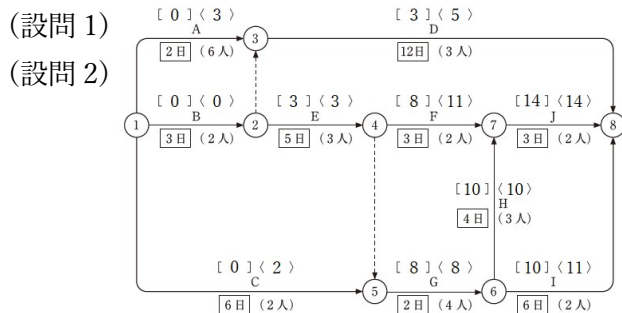 (設問 1)
(設問 2)
[ 0 ]〈 3 〉
A
2日 (6人)
3
[ 3 ]〈 5 〉
D
12日 (3人)
1
[ 0 ]〈 0 〉
B
3日 (2人)
2
[ 3 ]〈 3 〉
E
5日 (3人)
4
[ 8 ]〈11〉
F
3日 (2人)
7
[14]〈14〉
J
3日 (2人)
8
[10]〈10〉
H
4日 (3人)
[ 0 ]〈 2 〉
C
6日 (2人)
5
[ 8 ]〈 8 〉
G
2日 (4人)
6
[10]〈11〉
I
6日 (2人)